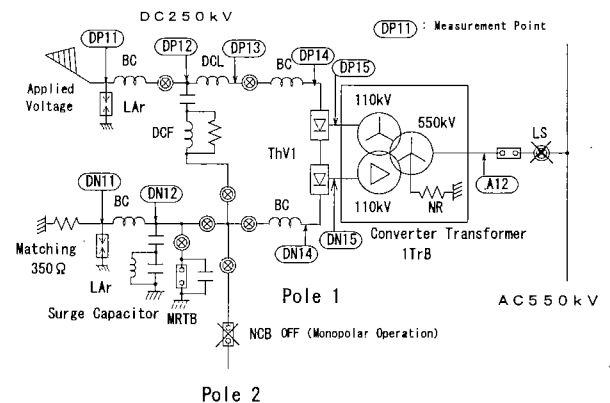 DC250kV
DP11 : Measurement Point
DP11
BC
DP12
DCL
DP13
BC
DP14
DP15
Applied
Voltage
LAr
DCF
ThV1
110kV
550kV
LS
A12
NR
110kV
Converter Transformer
1TrB
DN11
BC
DN12
BC
DN14
DN15
Matching
350Ω
LAr
Surge Capacitor
MRTB
Pole 1
AC550kV
NCB OFF (Monopolar Operation)
Pole 2